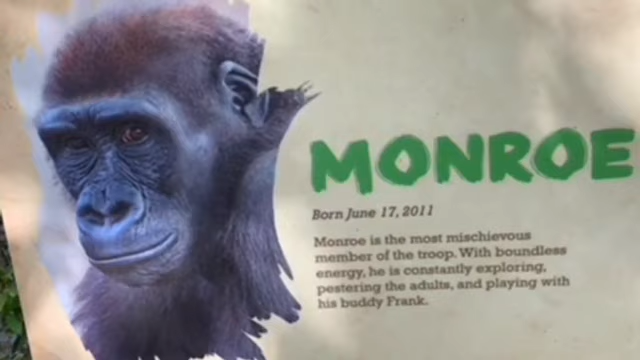 MONROE
Born June 17, 2011
Monroe is the most mischievous
member of the troop. With boundless
energy, he is constantly exploring,
pestering the adults, and playing with
his buddy Frank.